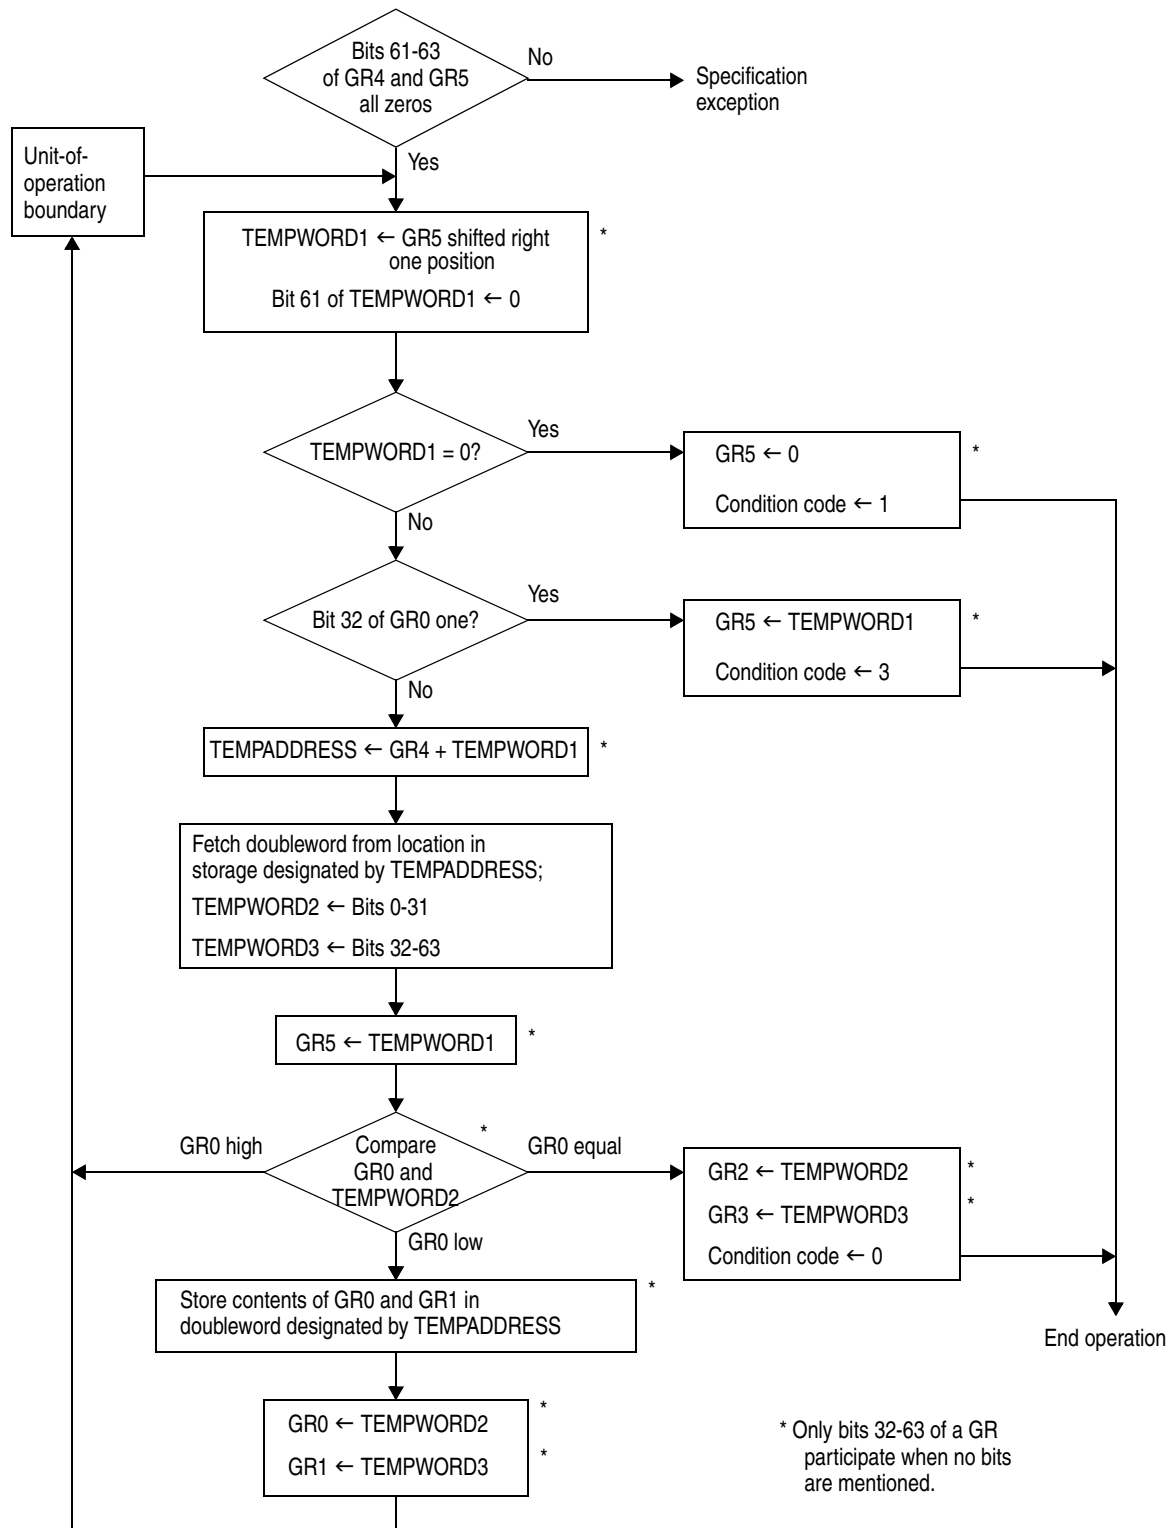 Bits 61-63
of GR4 and GR5
all zeros
No
Specification
exception
Unit-of-
operation
boundary
Yes
TEMPWORD1 ← GR5 shifted right
one position
*
Bit 61 of TEMPWORD1 ← 0
TEMPWORD1 = 0?
Yes
GR5 ← 0
*
Condition code ← 1
No
Bit 32 of GR0 one?
Yes
GR5 ← TEMPWORD1
*
Condition code ← 3
No
TEMPADDRESS ← GR4 + TEMPWORD1
*
Fetch doubleword from location in
storage designated by TEMPADDRESS;
TEMPWORD2 ← Bits 0-31
TEMPWORD3 ← Bits 32-63
GR5 ← TEMPWORD1
*
GR0 high
Compare
GR0 and
TEMPWORD2
*
GR0 equal
GR2 ← TEMPWORD2
*
GR3 ← TEMPWORD3
*
Condition code ← 0
GR0 low
Store contents of GR0 and GR1 in
doubleword designated by TEMPADDRESS
*
End operation
GR0 ← TEMPWORD2
*
GR1 ← TEMPWORD3
*
* Only bits 32-63 of a GR
participate when no bits
are mentioned.